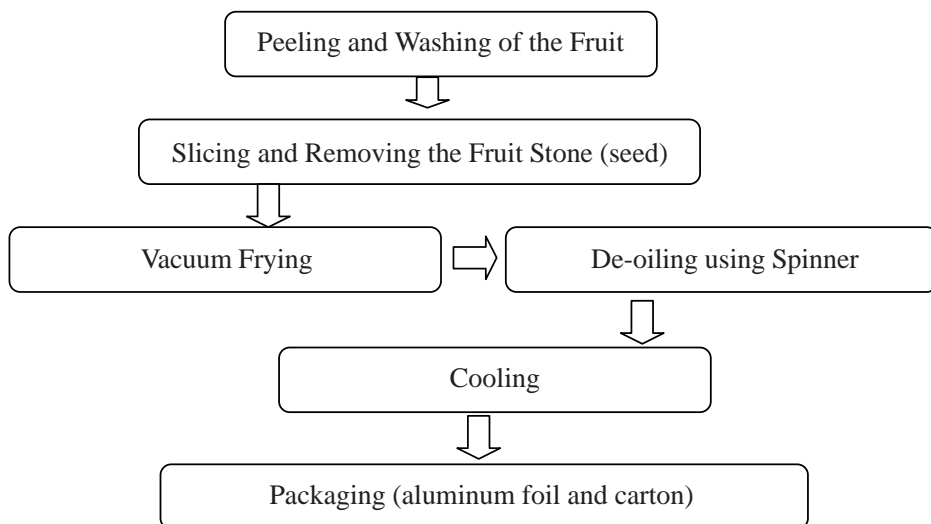 Peeling and Washing of the Fruit
Slicing and Removing the Fruit Stone (seed)
Vacuum Frying
De-oiling using Spinner
Cooling
Packaging (aluminum foil and carton)